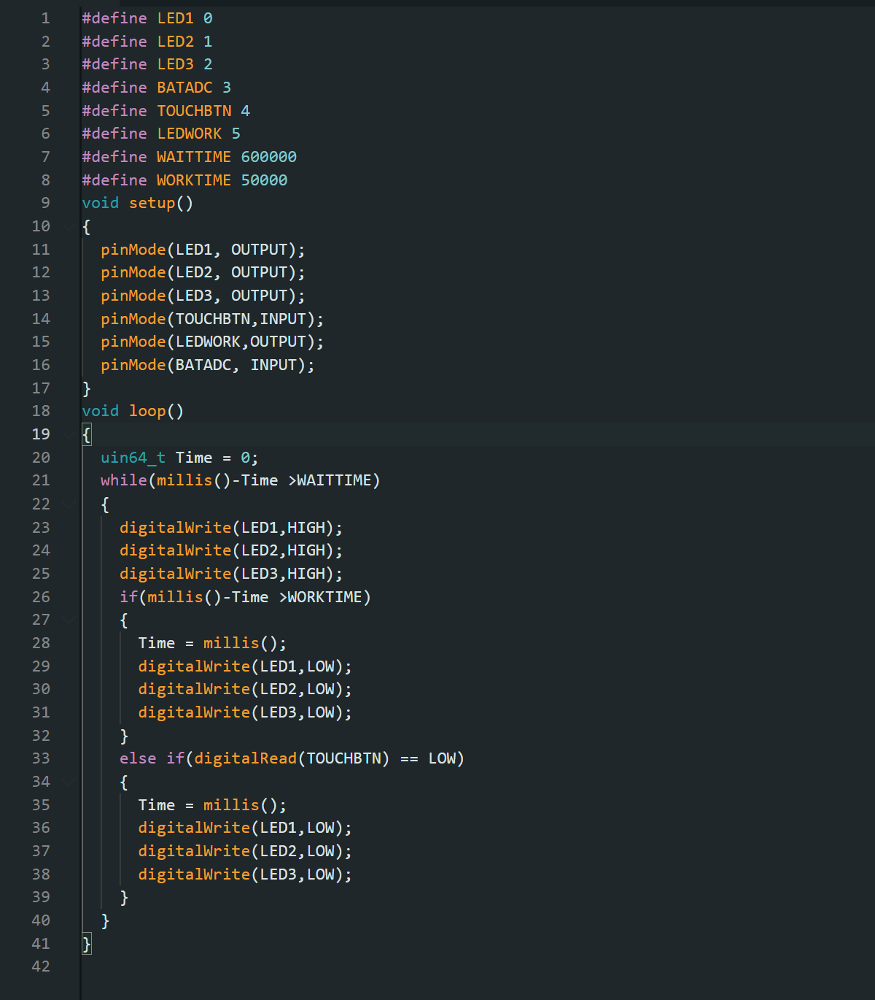 1 #define LED1 0
2 #define LED2 1
3 #define LED3 2
4 #define BATADC 3
5 #define TOUCHBTN 4
6 #define LEDWORK 5
7 #define WAITTIME 600000
8 #define WORKTIME 50000
9 void setup()
10 {
11   pinMode(LED1, OUTPUT);
12   pinMode(LED2, OUTPUT);
13   pinMode(LED3, OUTPUT);
14   pinMode(TOUCHBTN,INPUT);
15   pinMode(LEDWORK,OUTPUT);
16   pinMode(BATADC, INPUT);
17 }
18 void loop()
19 {
20   uin64_t Time = 0;
21   while(millis()-Time >WAITTIME)
22   {
23     digitalWrite(LED1,HIGH);
24     digitalWrite(LED2,HIGH);
25     digitalWrite(LED3,HIGH);
26     if(millis()-Time >WORKTIME)
27     {
28       Time = millis();
29       digitalWrite(LED1,LOW);
30       digitalWrite(LED2,LOW);
31       digitalWrite(LED3,LOW);
32     }
33     else if(digitalRead(TOUCHBTN) == LOW)
34     {
35       Time = millis();
36       digitalWrite(LED1,LOW);
37       digitalWrite(LED2,LOW);
38       digitalWrite(LED3,LOW);
39     }
40   }
41 }
42